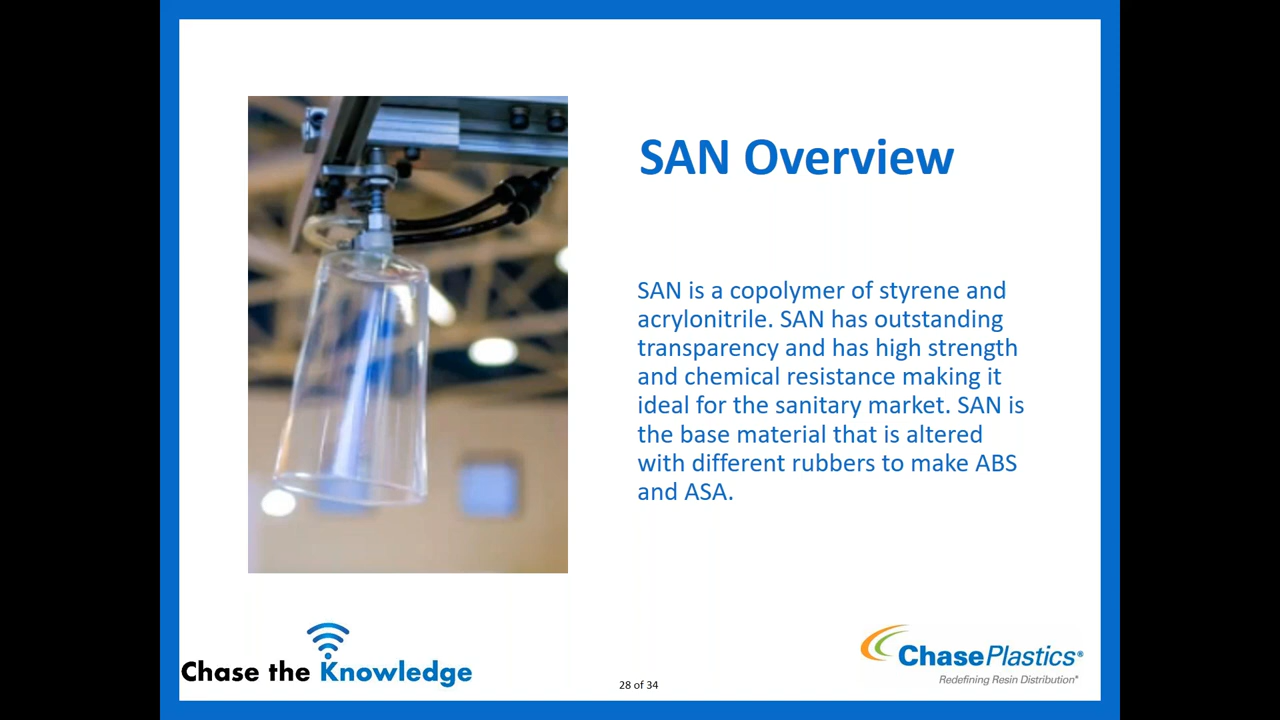 SAN Overview
SAN is a copolymer of styrene and
acrylonitrile. SAN has outstanding
transparency and has high strength
and chemical resistance making it
ideal for the sanitary market. SAN is
the base material that is altered
with different rubbers to make ABS
and ASA.
Chase the Knowledge
28 of 34
ChasePlastics®
Redefining Resin Distribution®